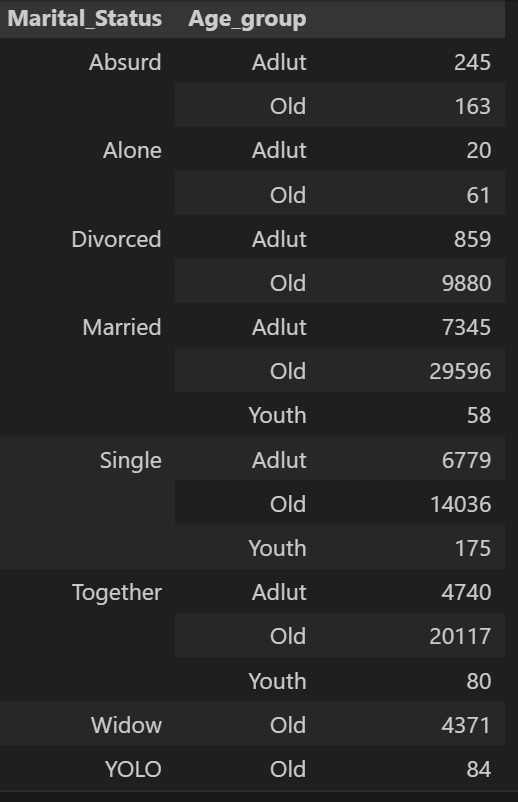 Marital_Status Age_group
Absurd Adlut 245
Old 163
Alone Adlut 20
Old 61
Divorced Adlut 859
Old 9880
Married Adlut 7345
Old 29596
Youth 58
Single Adlut 6779
Old 14036
Youth 175
Together Adlut 4740
Old 20117
Youth 80
Widow Old 4371
YOLO Old 84